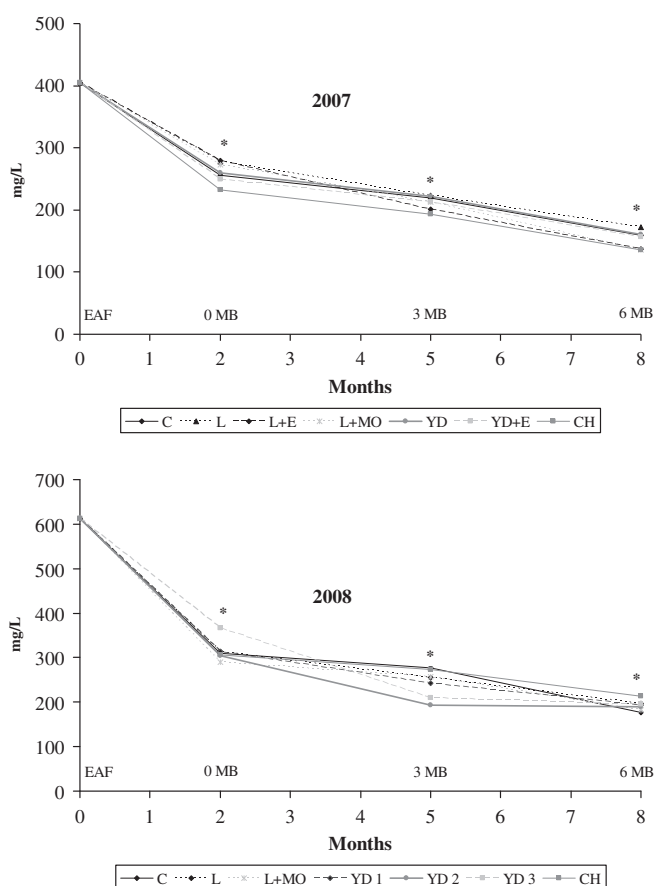 500
400
300
200
100
0
mg/L
2007
*
*
*
EAF
0 MB
3 MB
6 MB
0 1 2 3 4 5 6 7 8
Months
C L L+E L+MO YD YD+E CH
700
600
500
400
300
200
100
0
mg/L
2008
*
*
*
EAF
0 MB
3 MB
6 MB
0 1 2 3 4 5 6 7 8
Months
C L L+MO YD 1 YD 2 YD 3 CH